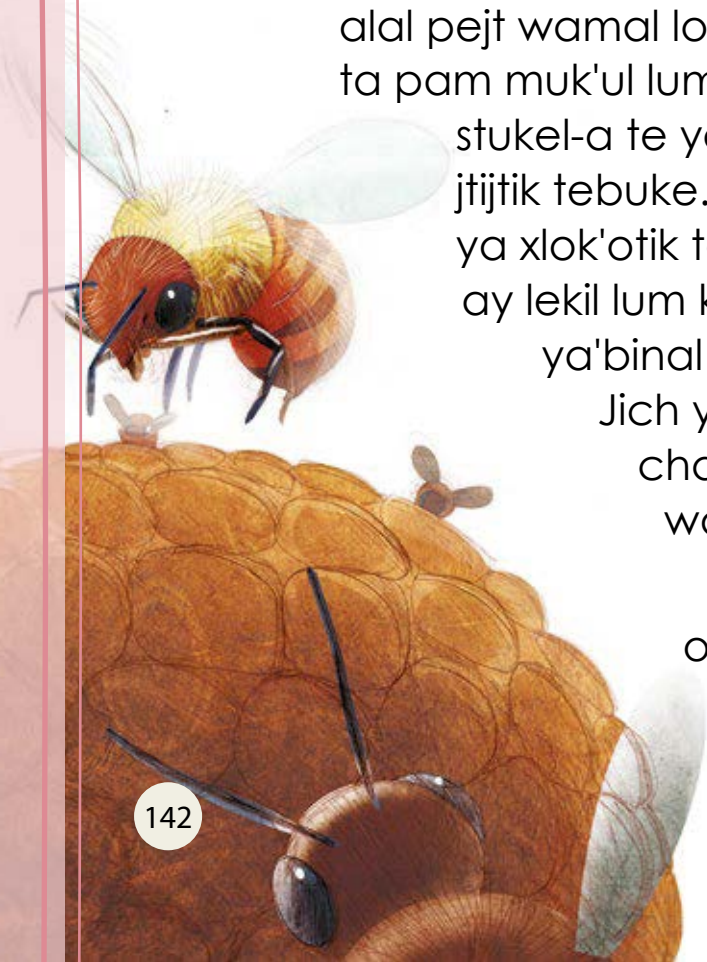 alal pejt wamal lo
ta pam muk'ul lum
stukel-a te
jtijtik tebuke.
ya xlok'otik t
ay lekil lum
ya'binal
Jich
142